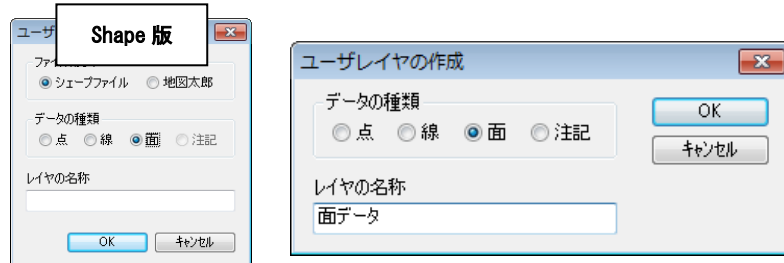 ユーザ
Shape 版
ファイ
シェープファイル 地図太郎
データの種類
点 線 面 注記
レイヤの名称
OK キャンセル
ユーザレイヤの作成
データの種類
点 線 面 注記
レイヤの名称
面データ
OK
キャンセル